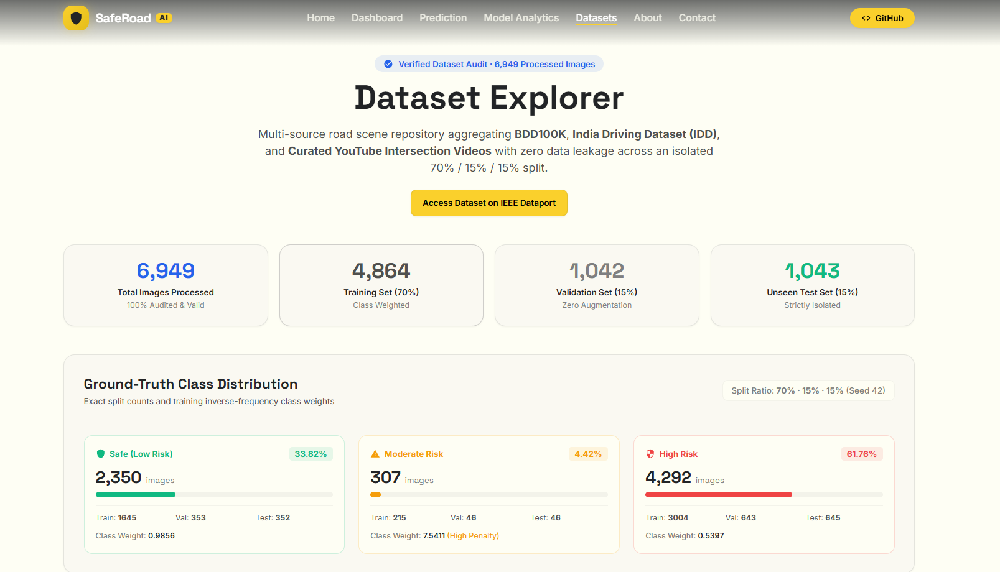 SafeRoad AI
Home Dashboard Prediction Model Analytics Datasets About Contact
GitHub
Verified Dataset Audit · 6,949 Processed Images
Dataset Explorer
Multi-source road scene repository aggregating BDD100K, India Driving Dataset (IDD),
and Curated YouTube Intersection Videos with zero data leakage across an isolated
70% / 15% / 15% split.
Access Dataset on IEEE Dataport
6,949
Total Images Processed
100% Audited & Valid
4,864
Training Set (70%)
Class Weighted
1,042
Validation Set (15%)
Zero Augmentation
1,043
Unseen Test Set (15%)
Strictly Isolated
Ground-Truth Class Distribution
Exact split counts and training inverse-frequency class weights
Split Ratio: 70% · 15% · 15% (Seed 42)
Safe (Low Risk) 33.82%
2,350 images
Train: 1645 Val: 353 Test: 352
Class Weight: 0.9856
Moderate Risk 4.42%
307 images
Train: 215 Val: 46 Test: 46
Class Weight: 7.5411 (High Penalty)
High Risk 61.76%
4,292 images
Train: 3004 Val: 643 Test: 645
Class Weight: 0.5397